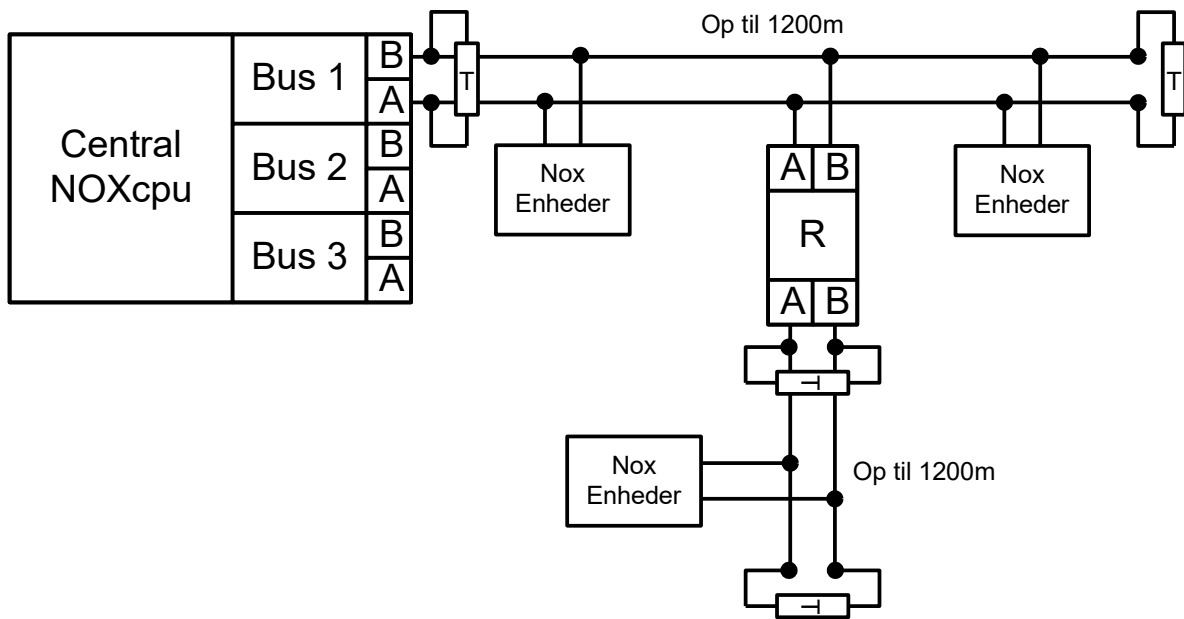 Op til 1200m
Central
NOXcpu
Bus 1
B
A
Bus 2
B
A
Bus 3
B
A
T
T
Nox
Enheder
A B
R
A B
Nox
Enheder
T
Nox
Enheder
Op til 1200m
T